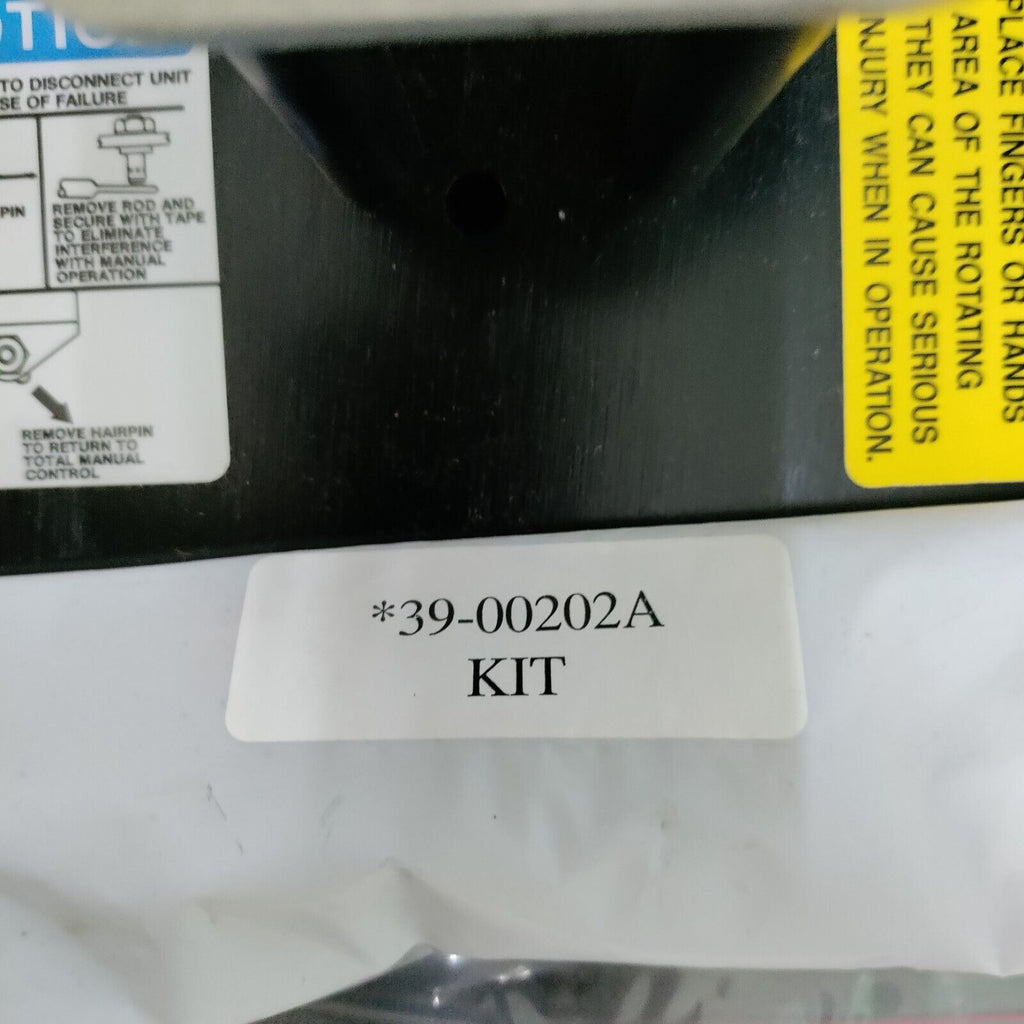 TO DISCONNECT UNIT
SE OF FAILURE
PIN
REMOVE ROD AND
SECURE WITH TAPE
TO ELIMINATE
INTERFERENCE
WITH MANUAL
OPERATION
REMOVE HAIRPIN
TO RETURN TO
TOTAL MANUAL
CONTROL
PLACE FINGERS OR HANDS
AREA OF THE ROTATING
THEY CAN CAUSE SERIOUS
NJURY WHEN IN OPERATION.
*39-00202A
KIT